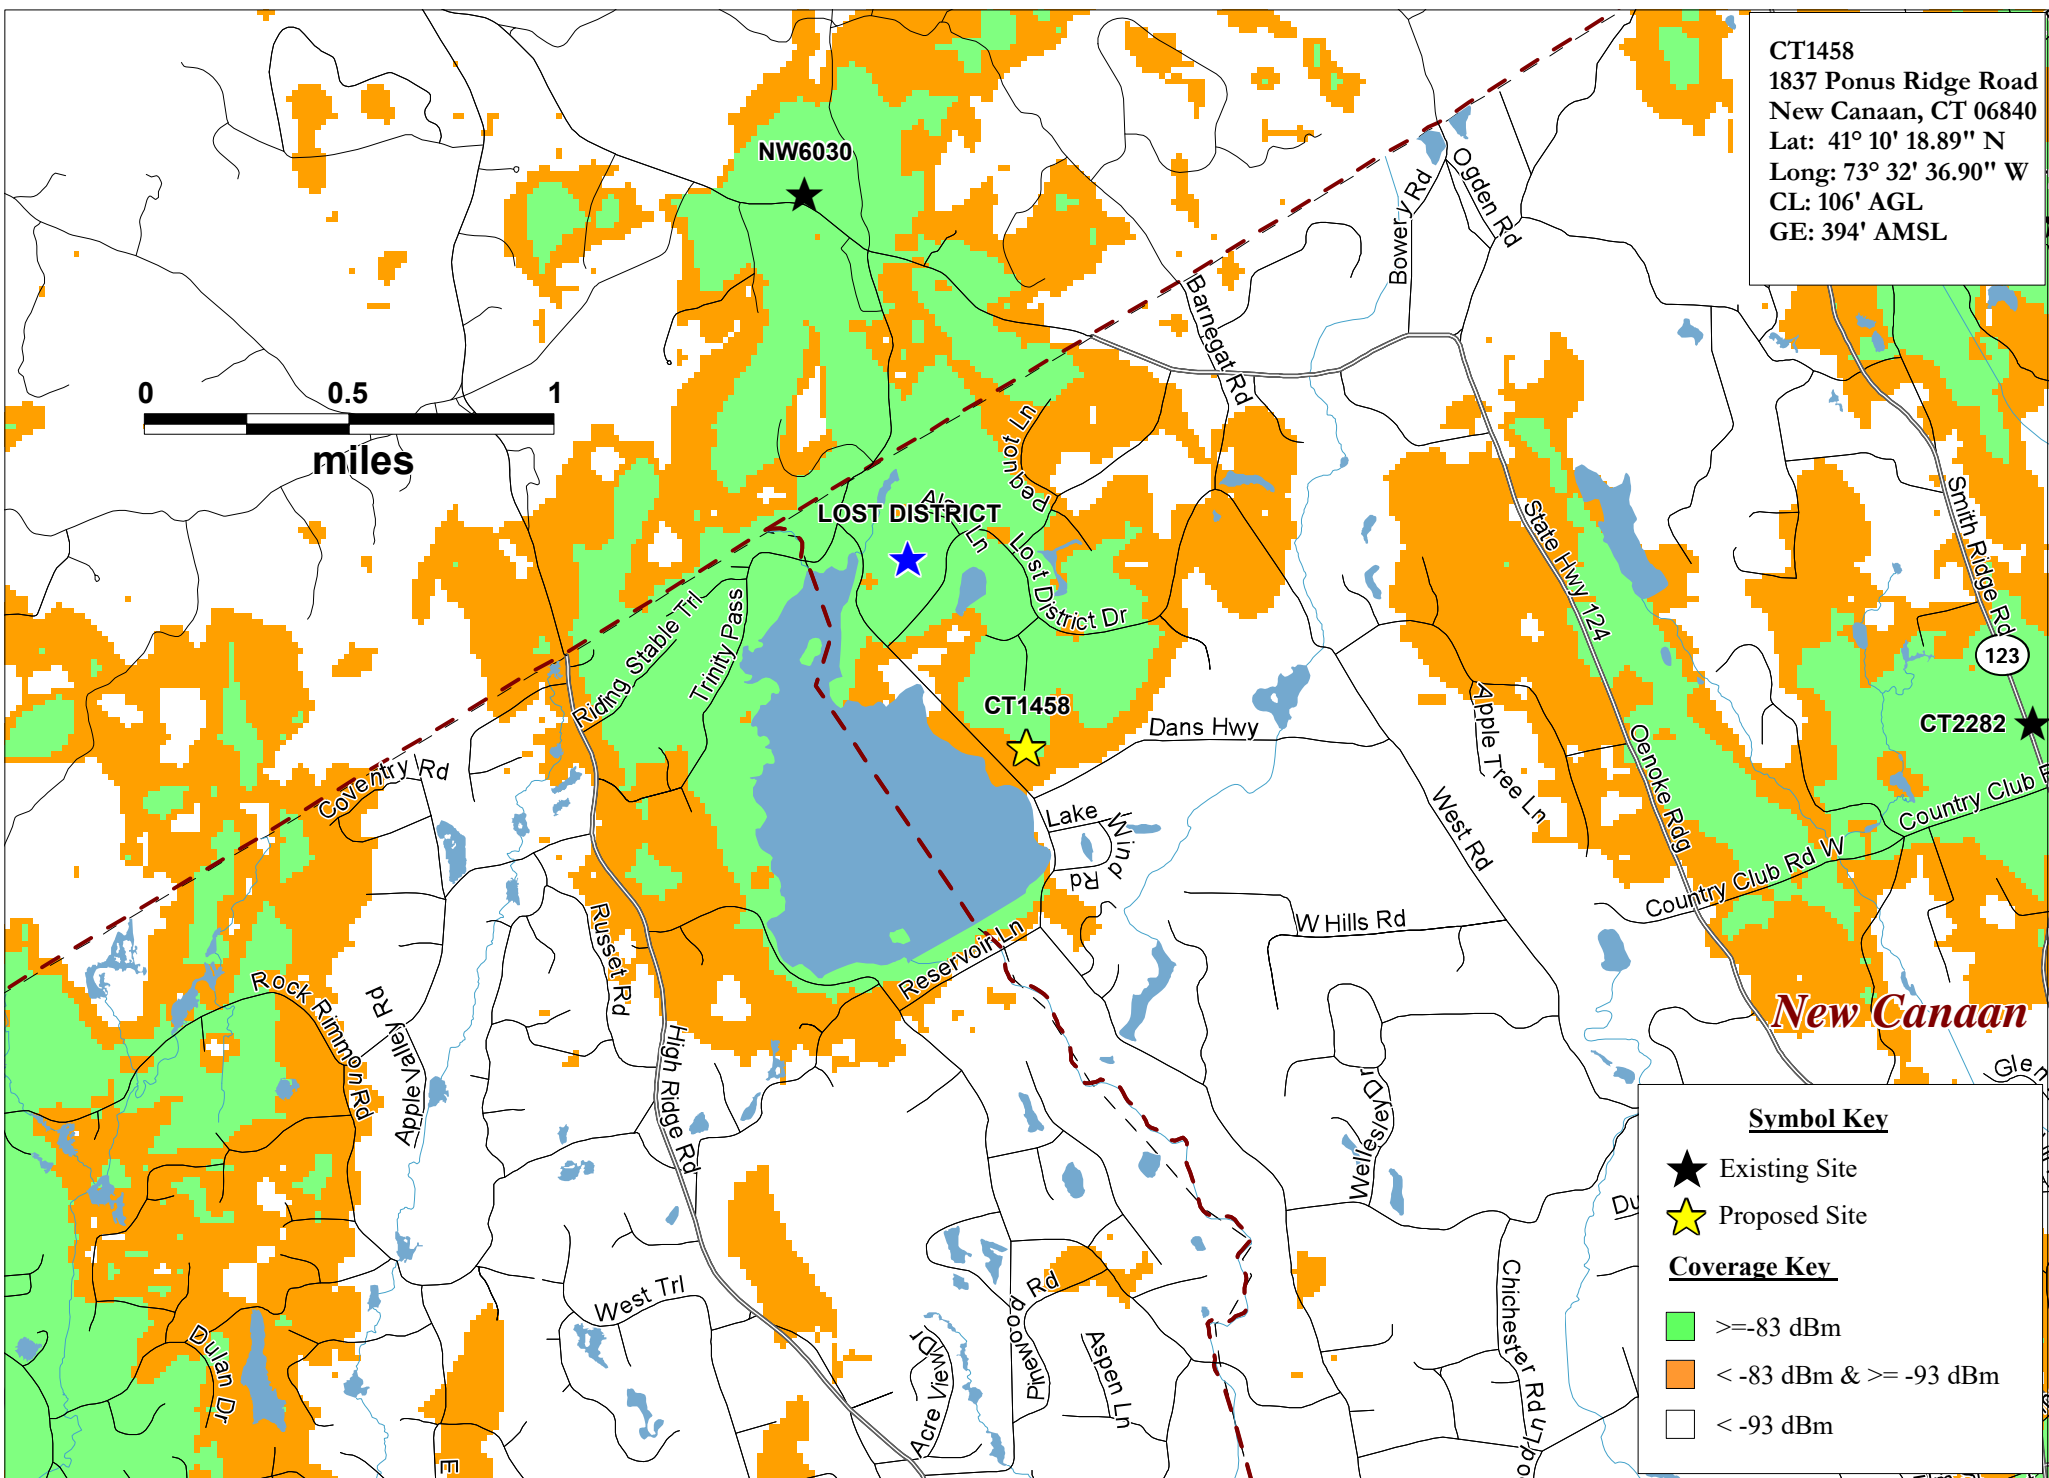 CT1458
1837 Ponus Ridge Road
New Canaan, CT 06840
Lat: 41° 10' 18.89" N
Long: 73° 32' 36.90" W
CL: 106' AGL
GE: 394' AMSL
NW6030
Ogden Rd
Bowery Rd
Barnegat Rd
0 0.5 1
miles
Pequot Ln
LOST DISTRICT
Ln
Lost District Dr
State Hwy 124
Smith Ridge Rd
123
Riding Stable Trl
Trinity Pass
CT1458
Dans Hwy
Apple Tree Ln
CT2282
Oenoke Rdg
Coventry Rd
Lake Wind Rd
West Rd
Country Club
Country Club Rd W
W Hills Rd
Russet Rd
Reservoir Ln
Rock Rimmon Rd
Apple Valley Rd
High Ridge Rd
New Canaan
Wellesley Dr
West Trl
Dulan Dr
Acre View Dr
Pinewood Rd
Aspen Ln
Chichester Rd
E
Symbol Key
Existing Site
Proposed Site
Coverage Key
>=-83 dBm
< -83 dBm & >= -93 dBm
< -93 dBm